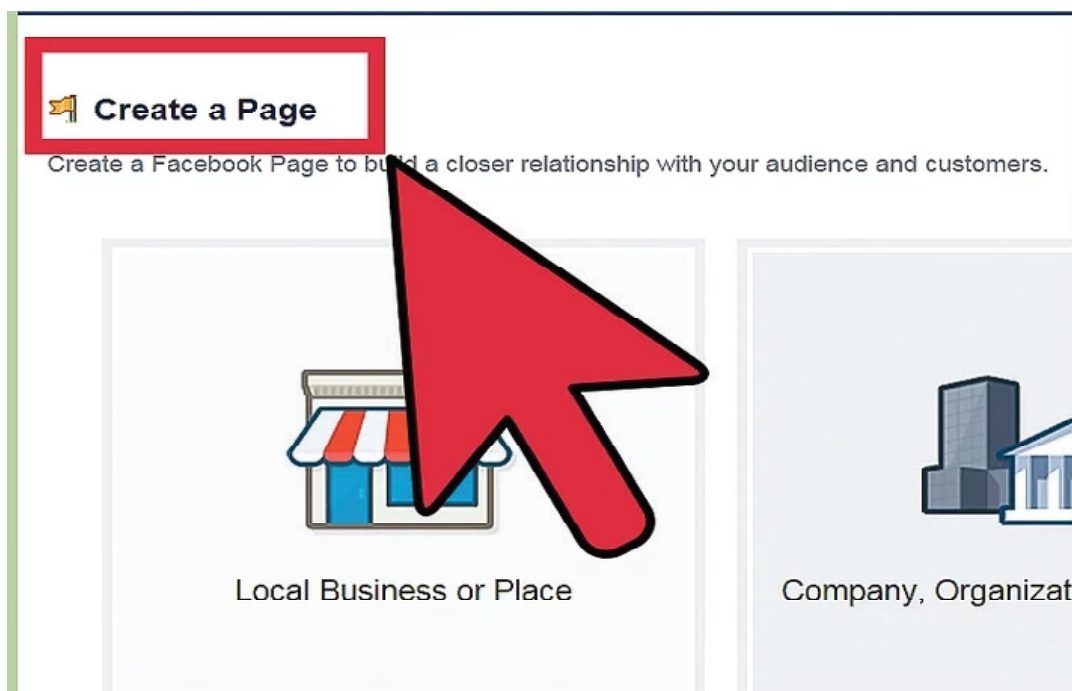 Create a Page
Create a Facebook Page to build a closer relationship with your audience and customers.
Local Business or Place
Company, Organizat